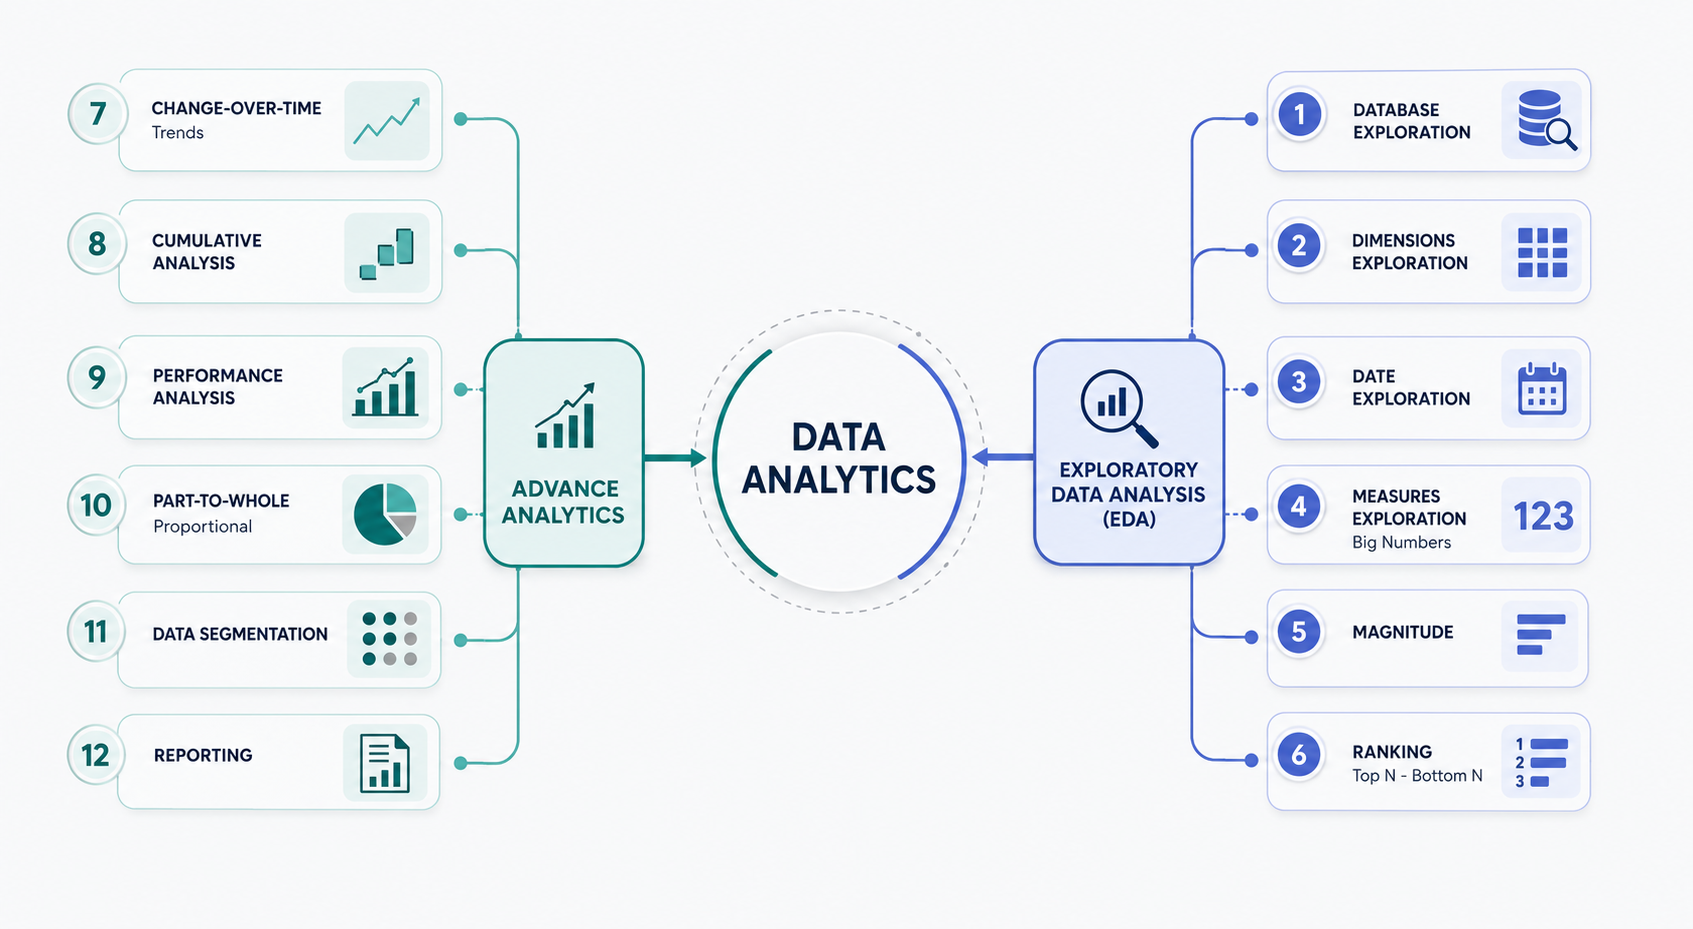 7
CHANGE-OVER-TIME
Trends
8
CUMULATIVE
ANALYSIS
9
PERFORMANCE
ANALYSIS
10
PART-TO-WHOLE
Proportional
11
DATA SEGMENTATION
12
REPORTING
ADVANCE
ANALYTICS
DATA
ANALYTICS
EXPLORATORY
DATA ANALYSIS
(EDA)
1
DATABASE
EXPLORATION
2
DIMENSIONS
EXPLORATION
3
DATE
EXPLORATION
4
MEASURES
EXPLORATION
Big Numbers
123
5
MAGNITUDE
6
RANKING
Top N - Bottom N
1
2
3